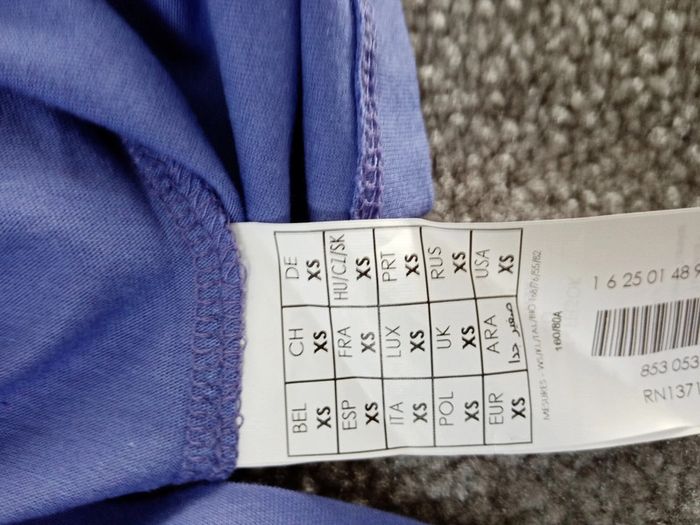 BEL CH DE
XS XS XS
ESP FRA HU/CZ/SK
XS XS XS
ITA LUX PRT
XS XS XS
POL UK RUS
XS XS XS
EUR ARA USA
XS صغير جدا XS
160/80A
1 6 25 01 48 9
853 053
RN1371